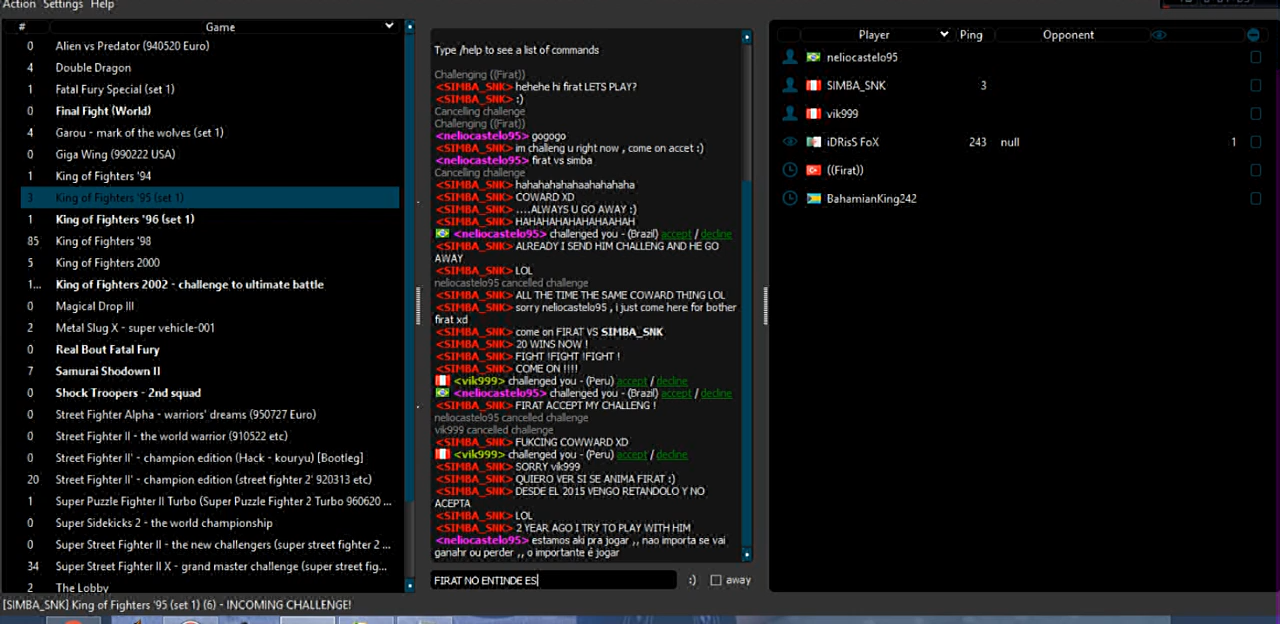 Action Settings Help
# Game
0 Alien vs Predator (940520 Euro)
4 Double Dragon
1 Fatal Fury Special (set 1)
0 Final Fight (World)
4 Garou - mark of the wolves (set 1)
0 Giga Wing (990222 USA)
1 King of Fighters '94
3 King of Fighters '95 (set 1)
1 King of Fighters '96 (set 1)
85 King of Fighters '98
5 King of Fighters 2000
1... King of Fighters 2002 - challenge to ultimate battle
0 Magical Drop III
2 Metal Slug X - super vehicle-001
0 Real Bout Fatal Fury
7 Samurai Shodown II
0 Shock Troopers - 2nd squad
0 Street Fighter Alpha - warriors' dreams (950727 Euro)
0 Street Fighter II - the world warrior (910522 etc)
0 Street Fighter II' - champion edition (Hack - kouryu) [Bootleg]
20 Street Fighter II' - champion edition (street fighter 2' 920313 etc)
1 Super Puzzle Fighter II Turbo (Super Puzzle Fighter 2 Turbo 960620 ...
0 Super Sidekicks 2 - the world championship
0 Super Street Fighter II - the new challengers (super street fighter 2 ...
34 Super Street Fighter II X - grand master challenge (super street fig...
2 The Lobby
Type /help to see a list of commands
Challenging ((Firat))
<SIMBA_SNK> hehehe hi firat LETS PLAY?
<SIMBA_SNK> :)
Cancelling challenge
Challenging ((Firat))
<neliocastelo95> gogogo
<SIMBA_SNK> im challeng u right now , come on accet :)
<neliocastelo95> firat vs simba
Canceling challenge
<SIMBA_SNK> hahahahahahaahahahaha
<SIMBA_SNK> COWARD XD
<SIMBA_SNK> ....ALWAYS U GO AWAY :)
<SIMBA_SNK> HAHAHAHAHAHAAHAH
<neliocastelo95> challenged you - (Brazil) accept / decline
<SIMBA_SNK> ALREADY I SEND HIM CHALLENG AND HE GO
AWAY
<SIMBA_SNK> LOL
neliocastelo95 cancelled challenge
<SIMBA_SNK> ALL THE TIME THE SAME COWARD THING LOL
<SIMBA_SNK> sorry neliocastelo95 , i just come here for bother
firat xd
<SIMBA_SNK> come on FIRAT VS SIMBA_SNK
<SIMBA_SNK> 20 WINS NOW !
<SIMBA_SNK> FIGHT !FIGHT !FIGHT !
<SIMBA_SNK> COME ON !!!!
<vik999> challenged you - (Peru) accept / decline
<neliocastelo95> challenged you - (Brazil) accept / decline
<SIMBA_SNK> FIRAT ACCEPT MY CHALLENG !
neliocastelo95 cancelled challenge
vik999 cancelled challenge
<SIMBA_SNK> FUKCING COWWARD XD
<vik999> challenged you - (Peru) accept / decline
<SIMBA_SNK> SORRY vik999
<SIMBA_SNK> QUIERO VER SI SE ANIMA FIRAT :)
<SIMBA_SNK> DESDE EL 2015 VENGO RETANDOLO Y NO
ACEPTA
<SIMBA_SNK> LOL
<SIMBA_SNK> 2 YEAR AGO I TRY TO PLAY WITH HIM
<neliocastelo95> estamos aki pra jogar ,, nao importa se vai
ganahr ou perder ,, o importante é jogar
FIRAT NO ENTINDE ES
:) away
Player Ping Opponent
neliocastelo95
SIMBA_SNK 3
vik999
iDRisS FoX 243 null 1
((Firat))
BahamianKing242
[SIMBA_SNK] King of Fighters '95 (set 1) (6) - INCOMING CHALLENGE!